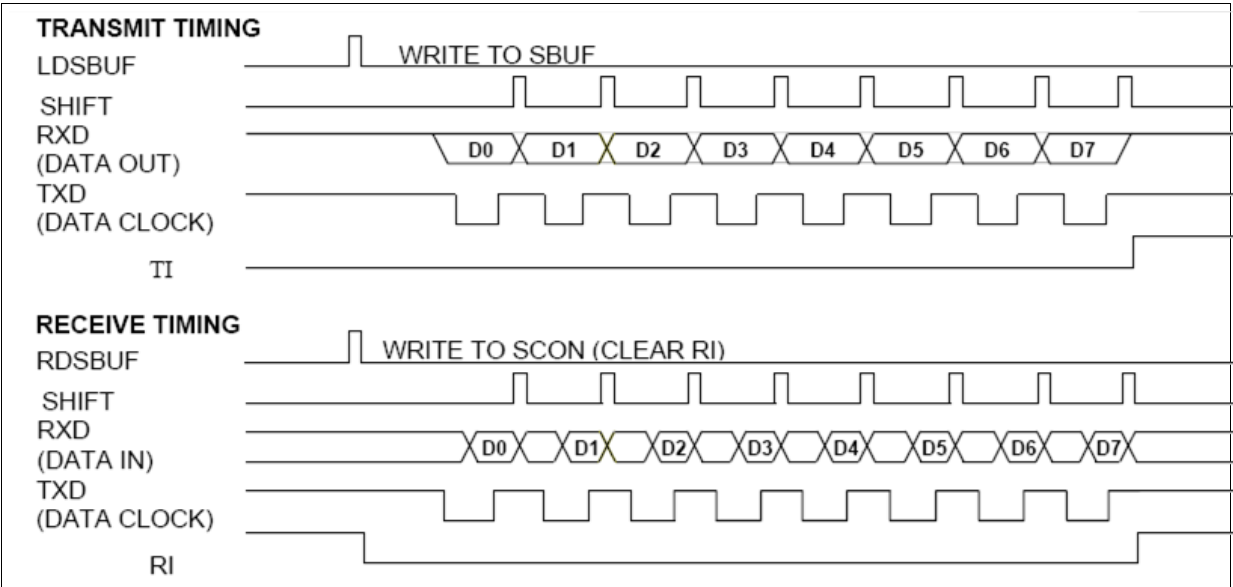 TRANSMIT TIMING
LDSBUF
WRITE TO SBUF
SHIFT
RXD
(DATA OUT)
D0 D1 D2 D3 D4 D5 D6 D7
TXD
(DATA CLOCK)
TI
RECEIVE TIMING
RDSBUF
WRITE TO SCON (CLEAR RI)
SHIFT
RXD
(DATA IN)
D0 D1 D2 D3 D4 D5 D6 D7
TXD
(DATA CLOCK)
RI